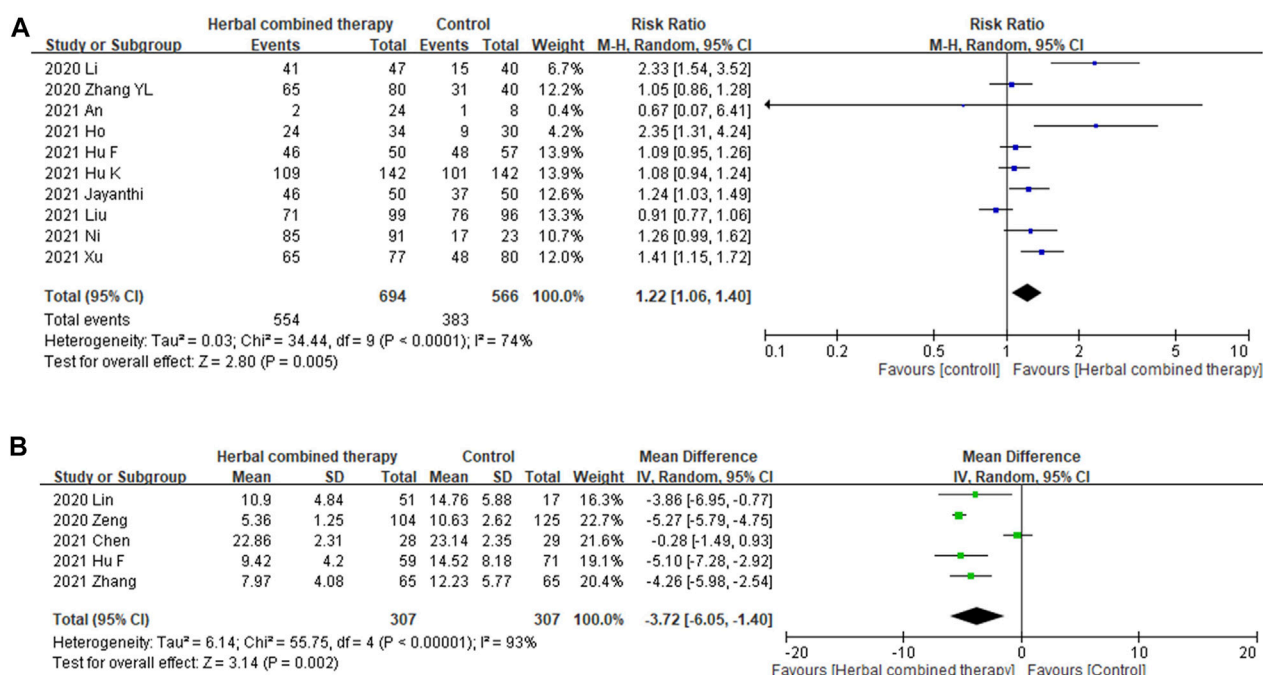 A
Herbal combined therapy Control Risk Ratio Risk Ratio
Study or Subgroup Events Total Events Total Weight M-H, Random, 95% CI M-H, Random, 95% CI
2020 Li 41 47 15 40 6.7% 2.33 [1.54, 3.52]
2020 Zhang YL 65 80 31 40 12.2% 1.05 [0.86, 1.28]
2021 An 2 24 1 8 0.4% 0.67 [0.07, 6.41]
2021 Ho 24 34 9 30 4.2% 2.35 [1.31, 4.24]
2021 Hu F 46 50 48 57 13.9% 1.09 [0.95, 1.26]
2021 Hu K 109 142 101 142 13.9% 1.08 [0.94, 1.24]
2021 Jayanthi 46 50 37 50 12.6% 1.24 [1.03, 1.49]
2021 Liu 71 99 76 96 13.3% 0.91 [0.77, 1.06]
2021 Ni 85 91 17 23 10.7% 1.26 [0.99, 1.62]
2021 Xu 65 77 48 80 12.0% 1.41 [1.15, 1.72]
Total (95% CI) 694 566 100.0% 1.22 [1.06, 1.40]
Total events 554 383
Heterogeneity: Tau² = 0.03; Chi² = 34.44, df = 9 (P < 0.0001); I² = 74%
Test for overall effect: Z = 2.80 (P = 0.005)
0.1 0.2 0.5 1 2 5 10
Favours [controll] Favours [Herbal combined therapy]
B
Herbal combined therapy Control Mean Difference Mean Difference
Study or Subgroup Mean SD Total Mean SD Total Weight IV, Random, 95% CI IV, Random, 95% CI
2020 Lin 10.9 4.84 51 14.76 5.88 17 16.3% -3.86 [-6.95, -0.77]
2020 Zeng 5.36 1.25 104 10.63 2.62 125 22.7% -5.27 [-5.79, -4.75]
2021 Chen 22.86 2.31 28 23.14 2.35 29 21.6% -0.28 [-1.49, 0.93]
2021 Hu F 9.42 4.2 59 14.52 8.18 71 19.1% -5.10 [-7.28, -2.92]
2021 Zhang 7.97 4.08 65 12.23 5.77 65 20.4% -4.26 [-5.98, -2.54]
Total (95% CI) 307 307 100.0% -3.72 [-6.05, -1.40]
Heterogeneity: Tau² = 6.14; Chi² = 55.75, df = 4 (P < 0.00001); I² = 93%
Test for overall effect: Z = 3.14 (P = 0.002)
-20 -10 0 10 20
Favours [Herbal combined therapy] Favours [Control]